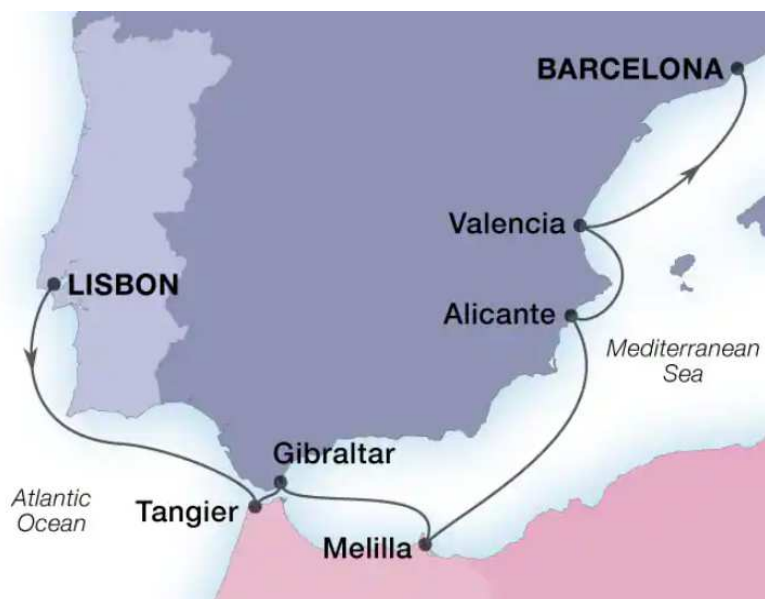 BARCELONA
Valencia
LISBON
Alicante
Mediterranean
Sea
Gibraltar
Atlantic
Ocean
Tangier
Melilla